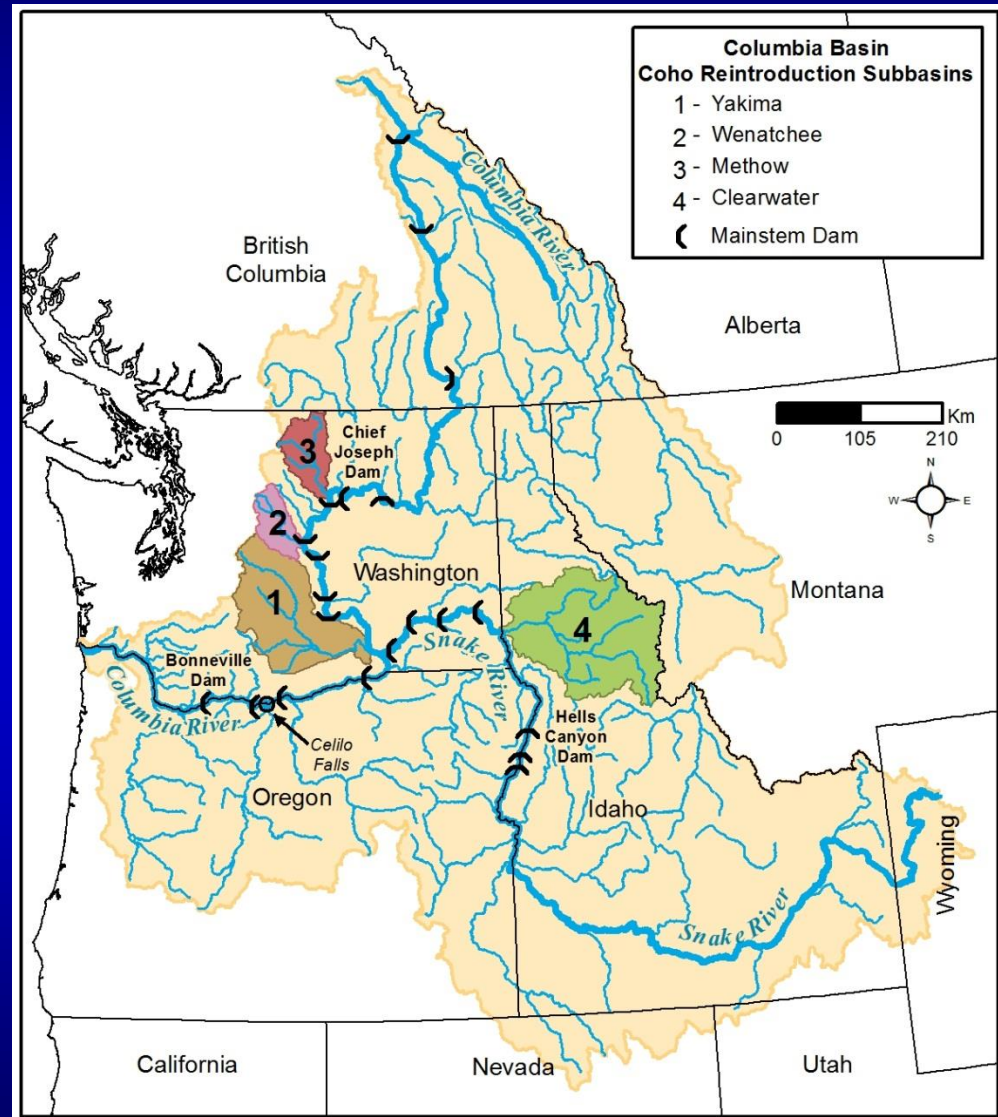 Columbia Basin
Coho Reintroduction Subbasins
1 - Yakima
2 - Wenatchee
3 - Methow
4 - Clearwater
Mainstem Dam
Columbia River
British
Columbia
Alberta
Km
0 105 210
N
W E
S
3
Chief
Joseph
Dam
2
Washington
Montana
1
4
Snake River
Bonneville
Dam
Columbia River
Celilo
Falls
Hells
Canyon
Dam
Oregon
Idaho
Wyoming
Snake River
California
Nevada
Utah